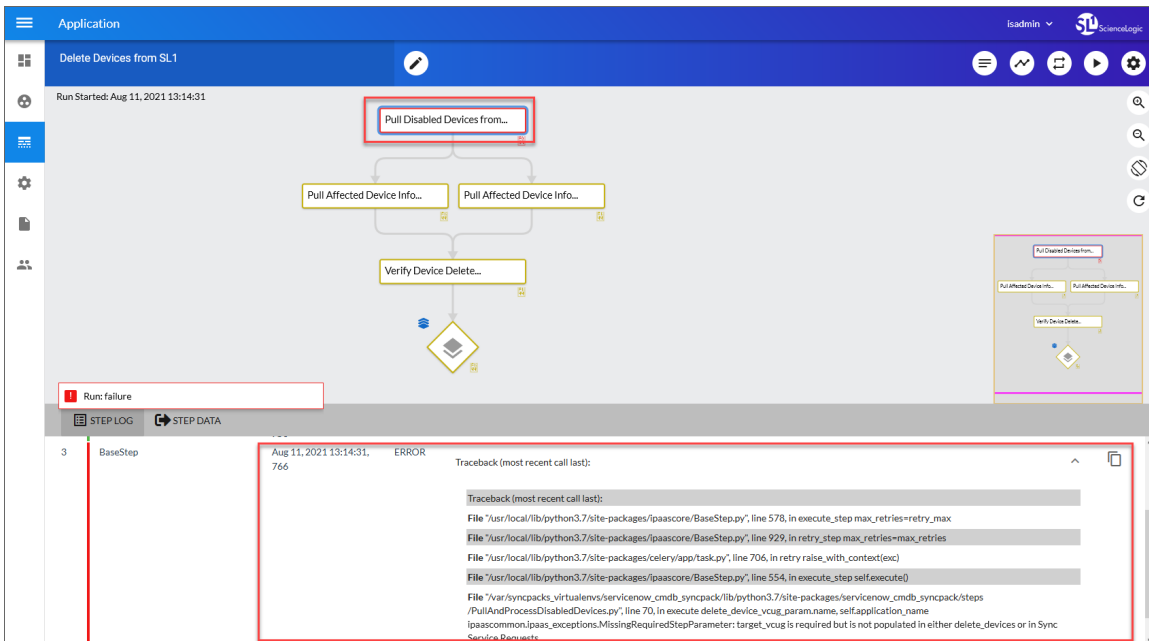 Application
isadmin
SL1 ScienceLogic
Delete Devices from SL1
Run Started: Aug 11, 2021 13:14:31
Pull Disabled Devices from...
Pull Affected Device Info...
Pull Affected Device Info...
Verify Device Delete...
Pull Disabled Devices from...
Pull Affected Device Info...
Pull Affected Device Info...
Verify Device Delete...
Run: failure
STEP LOG
STEP DATA
3
BaseStep
Aug 11, 2021 13:14:31,
766
ERROR
Traceback (most recent call last):
Traceback (most recent call last):
File "/usr/local/lib/python3.7/site-packages/ipaascore/BaseStep.py", line 578, in execute_step max_retries=retry_max
File "/usr/local/lib/python3.7/site-packages/ipaascore/BaseStep.py", line 929, in retry_step max_retries=max_retries
File "/usr/local/lib/python3.7/site-packages/celery/app/task.py", line 706, in retry raise_with_context(exc)
File "/usr/local/lib/python3.7/site-packages/ipaascore/BaseStep.py", line 554, in execute_step self.execute()
File "/var/syncpacks_virtualenvs/servicenow_cmdb_syncpack/lib/python3.7/site-packages/servicenow_cmdb_syncpack/steps
/PullAndProcessDisabledDevices.py", line 70, in execute delete_device_vcug_param.name, self.application_name
ipaascommon.ipaas_exceptions.MissingRequiredStepParameter: target_vcug is required but is not populated in either delete_devices or in Sync
Service Requests